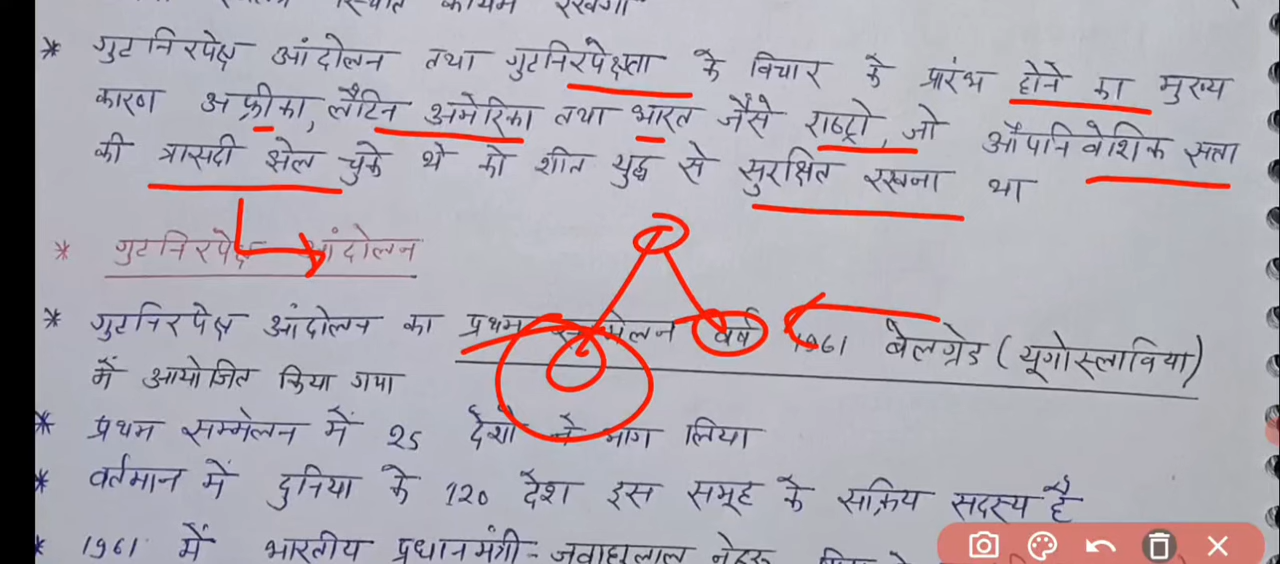 कायम रखेगा
* गुटनिरपेक्ष आंदोलन तथा गुटनिरपेक्षता के विचार के प्रारंभ होने का मुख्य
कारण अफ्रीका, लैटिन अमेरिका तथा भारत जैसे राष्ट्रो, जो औपनिवेशिक सत्ता
की त्रासदी झेल चुके थे को शीत युद्ध से सुरक्षित रखना था
* गुटनिरपेक्ष आंदोलन
* गुटनिरपेक्ष आंदोलन का प्रथम सम्मेलन वर्ष 1961 बेलग्रेड (यूगोस्लाविया)
में आयोजित किया गया
* प्रथम सम्मेलन में 25 देशो ने भाग लिया
* वर्तमान में दुनिया के 120 देश इस समूह के सक्रिय सदस्य है
* 1961 में भारतीय प्रधानमंत्री - जवाहरलाल नेहरू